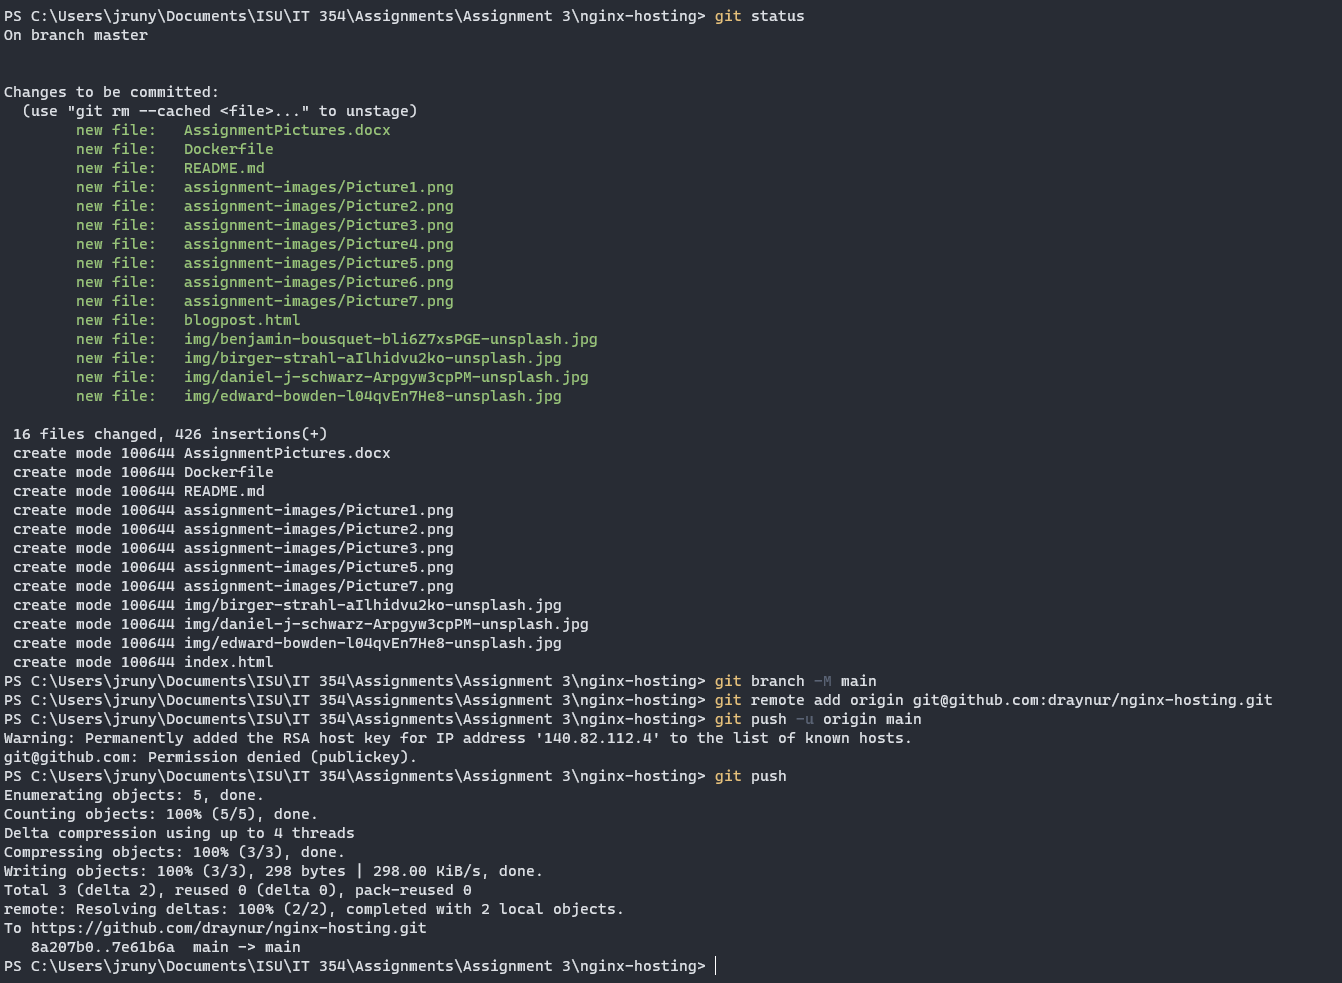 PS C:\Users\jruny\Documents\ISU\IT 354\Assignments\Assignment 3\nginx-hosting> git status
On branch master
Changes to be committed:
  (use "git rm --cached <file>..." to unstage)
        new file:   AssignmentPictures.docx
        new file:   Dockerfile
        new file:   README.md
        new file:   assignment-images/Picture1.png
        new file:   assignment-images/Picture2.png
        new file:   assignment-images/Picture3.png
        new file:   assignment-images/Picture4.png
        new file:   assignment-images/Picture5.png
        new file:   assignment-images/Picture6.png
        new file:   assignment-images/Picture7.png
        new file:   blogpost.html
        new file:   img/benjamin-bousquet-bli6Z7xsPGE-unsplash.jpg
        new file:   img/birger-strahl-aIlhidvu2ko-unsplash.jpg
        new file:   img/daniel-j-schwarz-Arpgyw3cpPM-unsplash.jpg
        new file:   img/edward-bowden-l04qvEn7He8-unsplash.jpg
 16 files changed, 426 insertions(+)
 create mode 100644 AssignmentPictures.docx
 create mode 100644 Dockerfile
 create mode 100644 README.md
 create mode 100644 assignment-images/Picture1.png
 create mode 100644 assignment-images/Picture2.png
 create mode 100644 assignment-images/Picture3.png
 create mode 100644 assignment-images/Picture5.png
 create mode 100644 assignment-images/Picture7.png
 create mode 100644 img/birger-strahl-aIlhidvu2ko-unsplash.jpg
 create mode 100644 img/daniel-j-schwarz-Arpgyw3cpPM-unsplash.jpg
 create mode 100644 img/edward-bowden-l04qvEn7He8-unsplash.jpg
 create mode 100644 index.html
PS C:\Users\jruny\Documents\ISU\IT 354\Assignments\Assignment 3\nginx-hosting> git branch -M main
PS C:\Users\jruny\Documents\ISU\IT 354\Assignments\Assignment 3\nginx-hosting> git remote add origin git@github.com:draynur/nginx-hosting.git
PS C:\Users\jruny\Documents\ISU\IT 354\Assignments\Assignment 3\nginx-hosting> git push -u origin main
Warning: Permanently added the RSA host key for IP address '140.82.112.4' to the list of known hosts.
git@github.com: Permission denied (publickey).
PS C:\Users\jruny\Documents\ISU\IT 354\Assignments\Assignment 3\nginx-hosting> git push
Enumerating objects: 5, done.
Counting objects: 100% (5/5), done.
Delta compression using up to 4 threads
Compressing objects: 100% (3/3), done.
Writing objects: 100% (3/3), 298 bytes | 298.00 KiB/s, done.
Total 3 (delta 2), reused 0 (delta 0), pack-reused 0
remote: Resolving deltas: 100% (2/2), completed with 2 local objects.
To https://github.com/draynur/nginx-hosting.git
   8a207b0..7e61b6a  main -> main
PS C:\Users\jruny\Documents\ISU\IT 354\Assignments\Assignment 3\nginx-hosting>